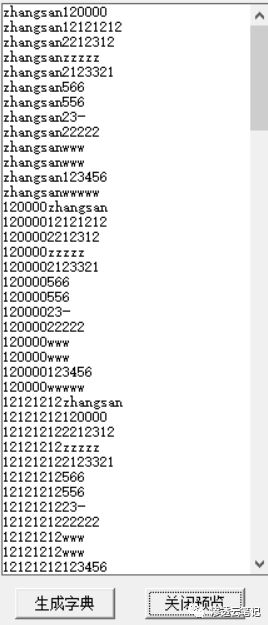 zhangsan120000
zhangsan12121212
zhangsan2212312
zhangsanzzzzz
zhangsan2123321
zhangsan566
zhangsan556
zhangsan23-
zhangsan22222
zhangsanwww
zhangsanwww
zhangsan123456
zhangsanwwwww
120000zhangsan
12000012121212
1200002212312
120000zzzzz
1200002123321
120000566
120000556
12000023-
12000022222
120000www
120000www
120000123456
120000wwwww
12121212zhangsan
12121212120000
121212122212312
12121212zzzzz
121212122123321
12121212566
12121212556
1212121223-
1212121222222
12121212www
12121212www
12121212123456
生成字典 关闭预览